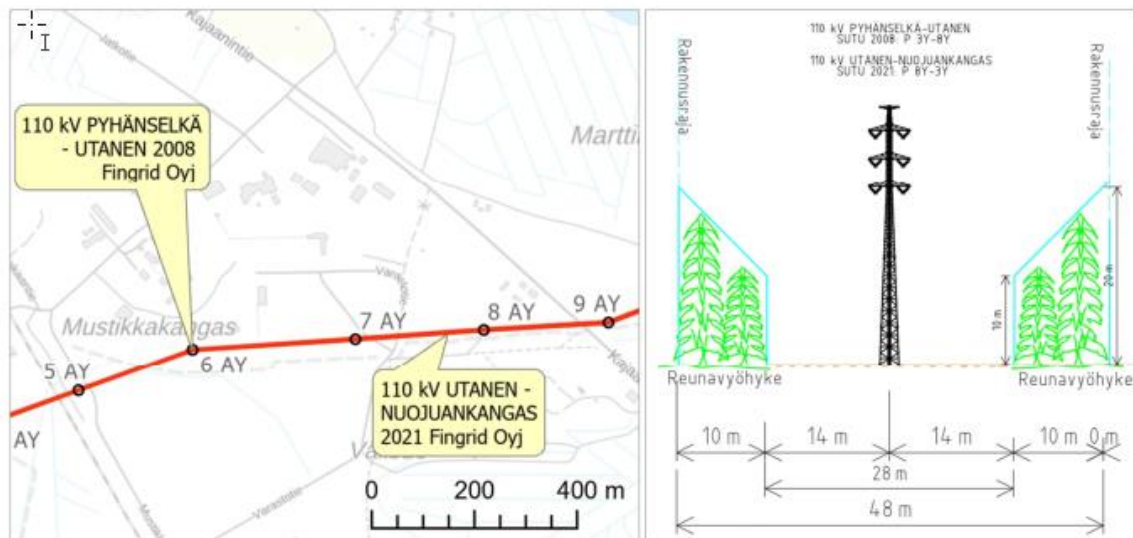 I
Kajaanintie
Jatkotie
110 kV PYHÄNSELKÄ
- UTANEN 2008
Fingrid Oyj
Mustikkakangas
5 AY
6 AY
7 AY
8 AY
9 AY
AY
110 kV UTANEN -
NUOJUANKANGAS
2021 Fingrid Oyj
Varastotie
0 200 400 m
110 kV PYHÄNSELKÄ-UTANEN
SUTU 2008: P 3Y-8Y
110 kV UTANEN-NUOJUANKANGAS
SUTU 2021: P 8Y-3Y
Rakennusraja
Rakennusraja
10 m
20 m
Reunavyöhyke
Reunavyöhyke
10 m 14 m 14 m 10 m 0 m
28 m
48 m